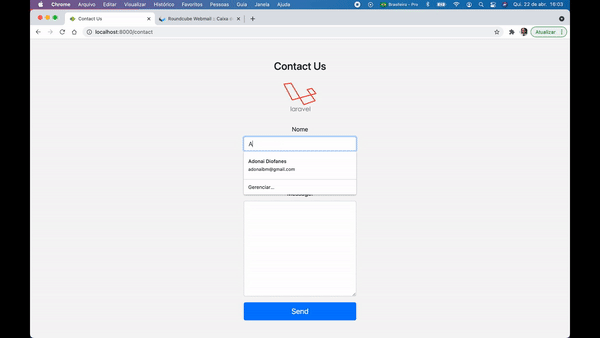 Chrome Arquivo Editar Visualizar Histórico Favoritos Pessoas Guia Janela Ajuda Brasileiro - Pro Qui. 22 de abr. 16:03
Contact Us Roundcube Webmail :: Caixa
localhost:8000/contact Atualizar
Contact Us
laravel
Nome
A
Adonai Diofanes
adonaibm@gmail.com
Gerenciar...
Send